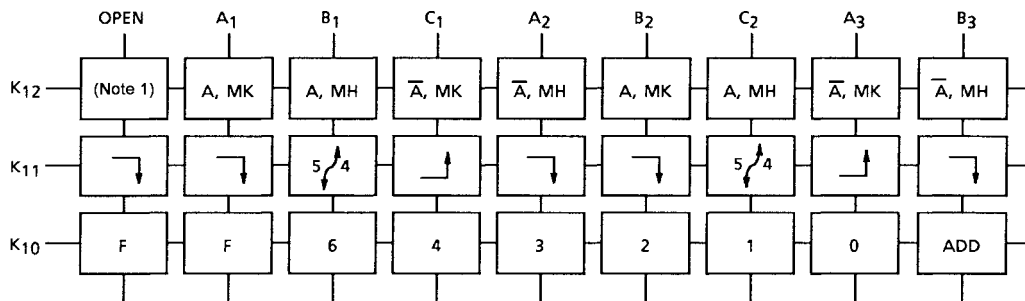 OPEN A₁ B₁ C₁ A₂ B₂ C₂ A₃ B₃
K₁₂ (Note 1) A, MK A, MH A̅, MK A̅, MH A, MK A, MH A̅, MK A̅, MH
K₁₁ 5 4 5 4
K₁₀ F F 6 4 3 2 1 0 ADD